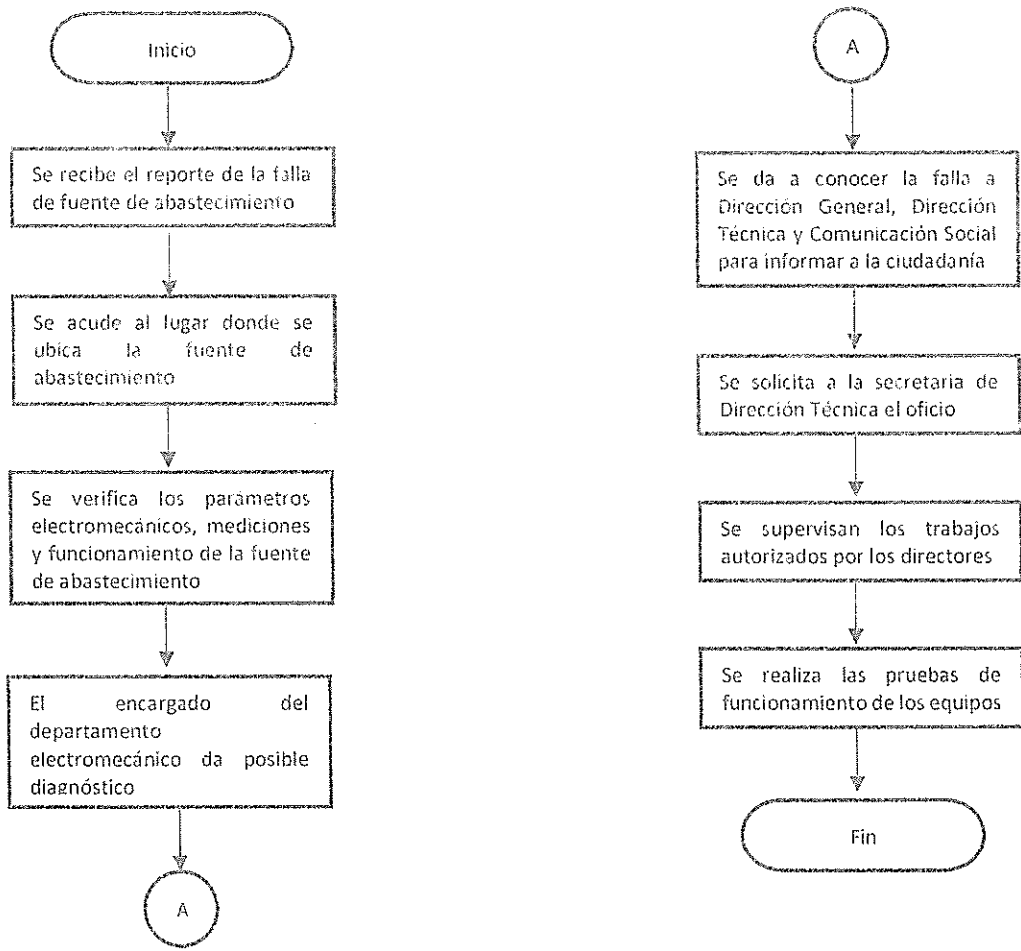 Inicio
Se recibe el reporte de la falla
de fuente de abastecimiento
Se acude al lugar donde se
ubica la fuente de
abastecimiento
Se verifica los parámetros
electromecánicos, mediciones
y funcionamiento de la fuente
de abastecimiento
El encargado del
departamento
electromecánico da posible
diagnóstico
A
A
Se da a conocer la falla a
Dirección General, Dirección
Técnica y Comunicación Social
para informar a la ciudadanía
Se solicita a la secretaria de
Dirección Técnica el oficio
Se supervisan los trabajos
autorizados por los directores
Se realiza las pruebas de
funcionamiento de los equipos
Fin